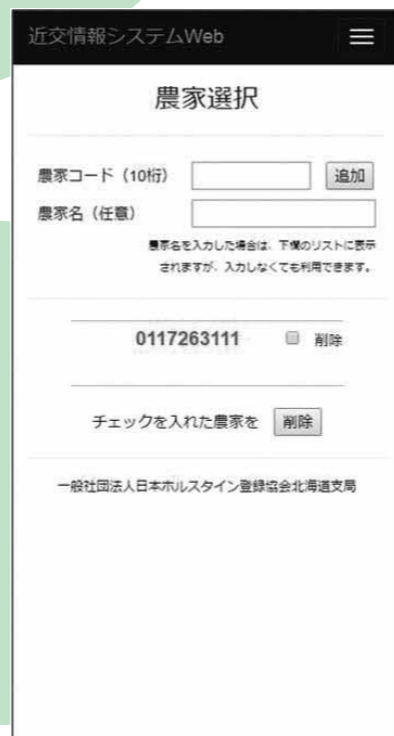 近交情報システムWeb
農家選択
農家コード（10桁） 追加
農家名（任意）
農家名を入力した場合は、下欄のリストに表示
されますが、入力しなくても利用できます。
0117263111 削除
チェックを入れた農家を 削除
一般社団法人日本ホルスタイン登録協会北海道支局